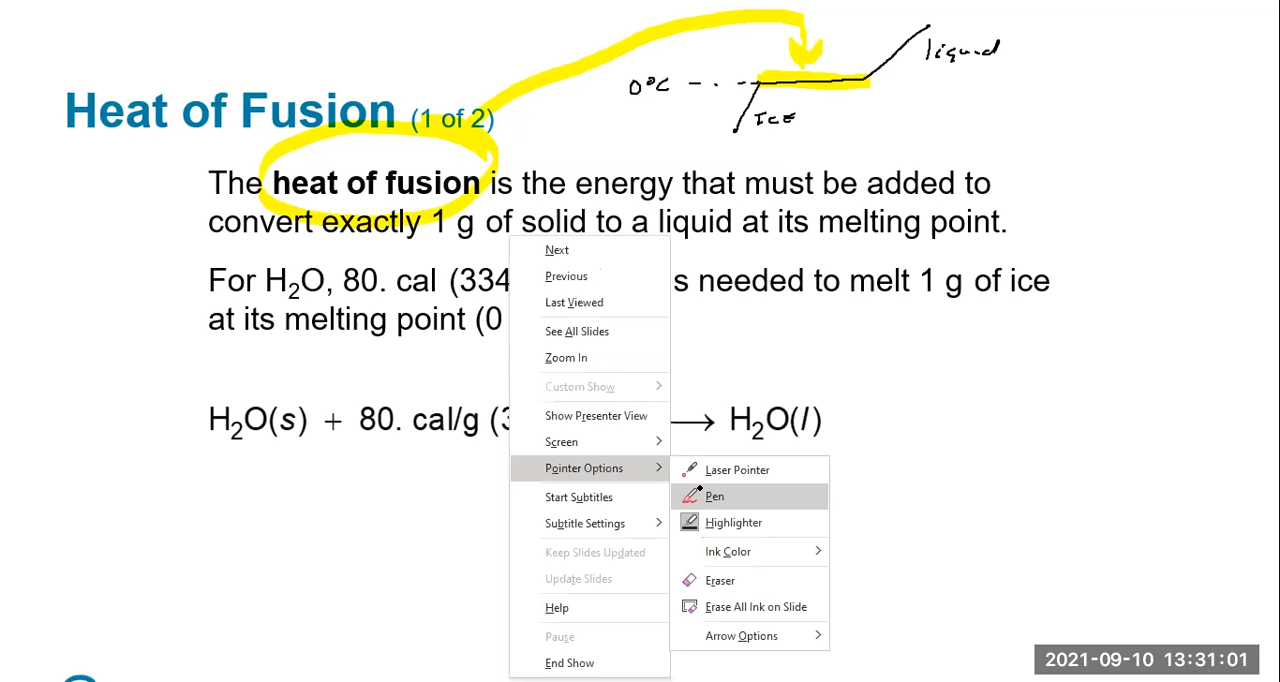 liquid
0°C
ICE
Heat of Fusion (1 of 2)
The heat of fusion is the energy that must be added to
convert exactly 1 g of solid to a liquid at its melting point.
For H₂O, 80. cal (334 s needed to melt 1 g of ice
at its melting point (0
H₂O(s) + 80. cal/g ( ⟶ H₂O(l)
Next
Previous
Last Viewed
See All Slides
Zoom In
Custom Show
Show Presenter View
Screen
Pointer Options
Start Subtitles
Subtitle Settings
Keep Slides Updated
Update Slides
Help
Pause
End Show
Laser Pointer
Pen
Highlighter
Ink Color
Eraser
Erase All Ink on Slide
Arrow Options
2021-09-10 13:31:01